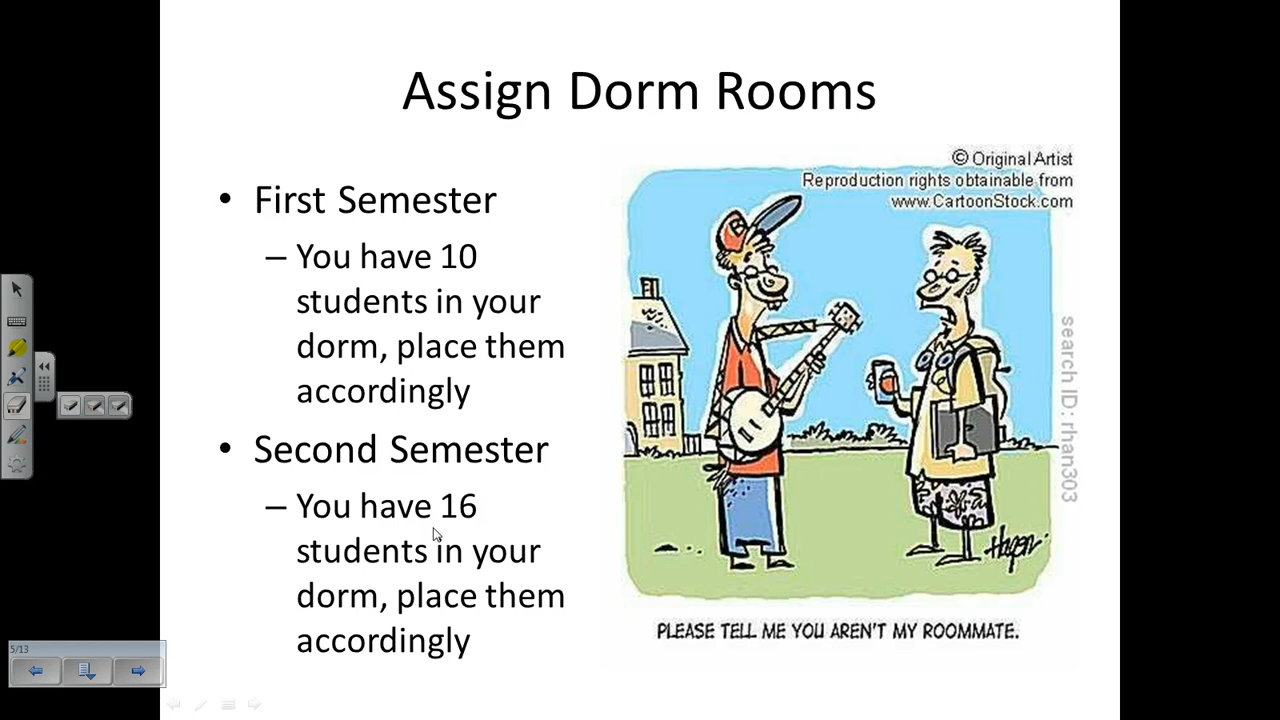 Assign Dorm Rooms
• First Semester
– You have 10
students in your
dorm, place them
accordingly
• Second Semester
– You have 16
students in your
dorm, place them
accordingly
© Original Artist
Reproduction rights obtainable from
www.CartoonStock.com
search ID: rhan303
Hagen
PLEASE TELL ME YOU AREN'T MY ROOMMATE.
5/13